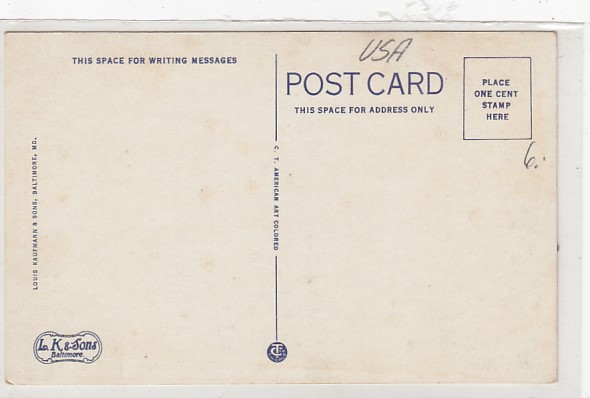 USA
THIS SPACE FOR WRITING MESSAGES
POST CARD
THIS SPACE FOR ADDRESS ONLY
PLACE
ONE CENT
STAMP
HERE
6.
C. T. AMERICAN ART COLORED
LOUIS KAUFMANN & SONS, BALTIMORE, MD.
L. K. & Sons
Baltimore